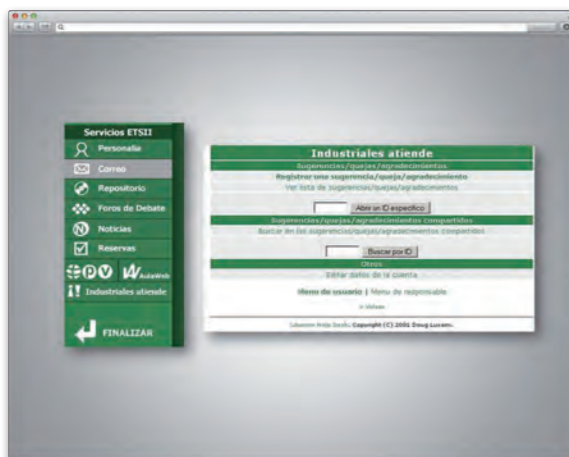 Servicios ETSII
Personalia
Correo
Repositorio
Foros de Debate
Noticias
Reservas
AulaWeb
Industriales atiende
FINALIZAR
Industriales atiende
Sugerencias/quejas/agradecimientos
Registrar una sugerencia/queja/agradecimiento
Ver lista de sugerencias/quejas/agradecimientos
Abrir un ID específico
Sugerencias/quejas/agradecimientos compartidos
Buscar en las sugerencias/quejas/agradecimientos compartidos
Buscar por ID
Otros
Editar datos de la cuenta
Menu de usuario | Menu de responsable
Copyright (C) 2001 Doug Luxem.